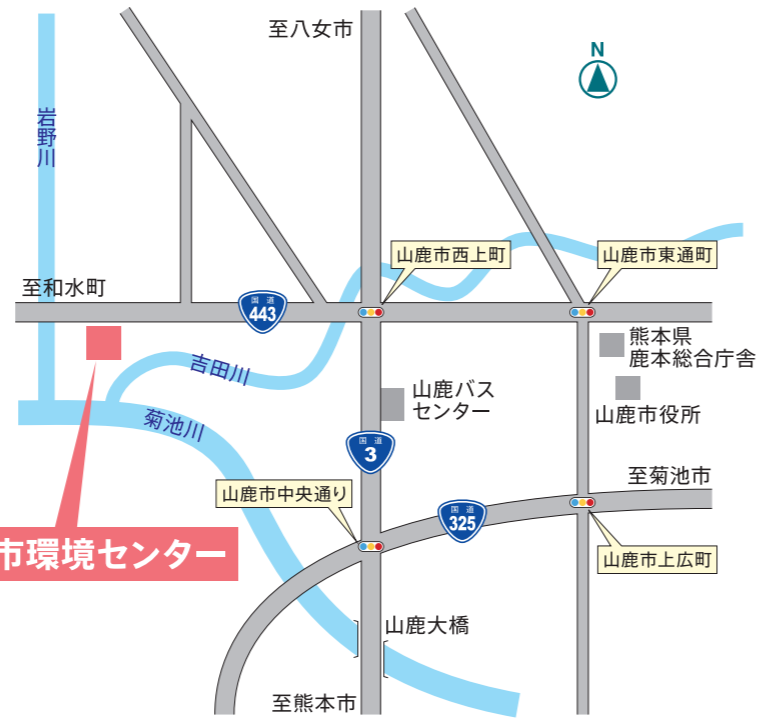 至八女市
N
岩野川
山鹿市西上町
山鹿市東通町
至和水町
国道
443
熊本県
鹿本総合庁舎
吉田川
山鹿バス
センター
山鹿市役所
菊池川
国道
3
至菊池市
山鹿市中央通り
国道
325
市環境センター
山鹿市上広町
山鹿大橋
至熊本市